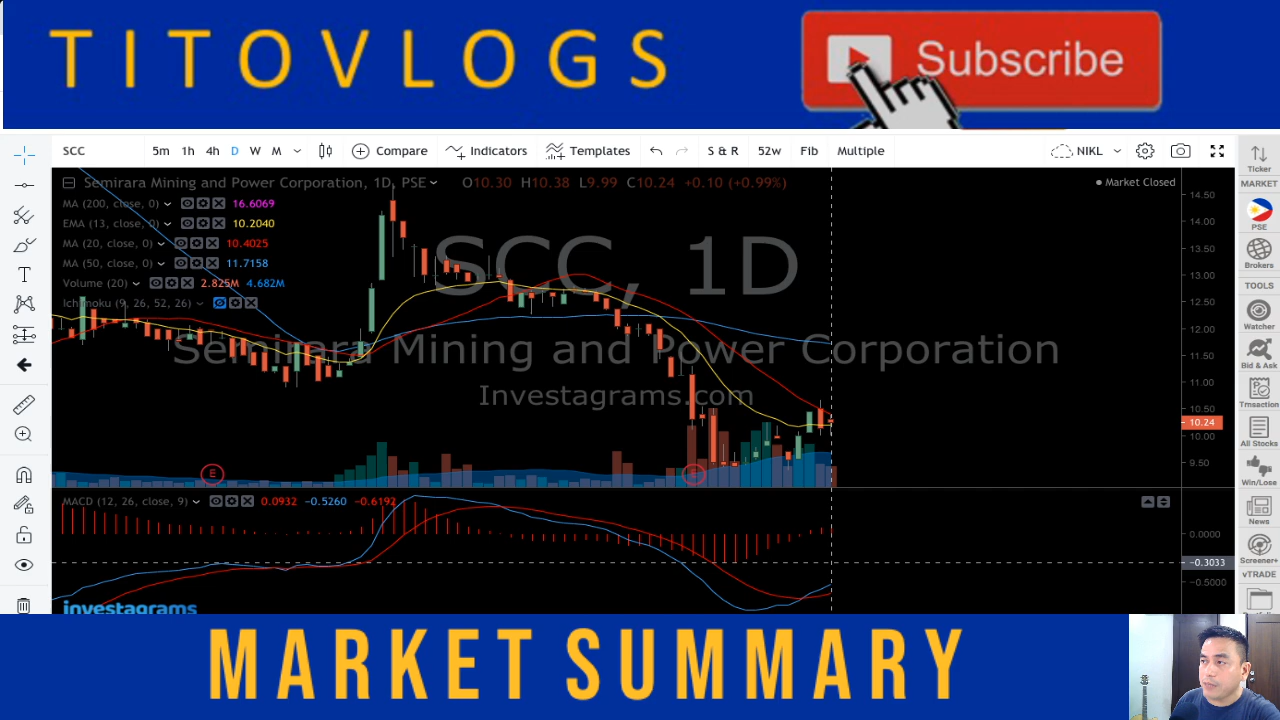 TITOVLOGS
Subscribe
SCC 5m 1h 4h D W M Compare Indicators Templates S & R 52w Fib Multiple NIKL
Ticker
MARKET
PSE
Brokers
TOOLS
Watcher
Bid & Ask
Trnsaction
All Stocks
Win/Lose
News
Screener+
vTRADE
Semirara Mining and Power Corporation, 1D, PSE O10.30 H10.38 L9.99 C10.24 +0.10 (+0.99%)
Market Closed
MA (200, close, 0) 16.6069
EMA (13, close, 0) 10.2040
MA (20, close, 0) 10.4025
MA (50, close, 0) 11.7158
Volume (20) 2.825M 4.682M
Ichimoku (9, 26, 52, 26)
SCC, 1D
Semirara Mining and Power Corporation
Investagrams.com
14.50
14.00
13.50
13.00
12.50
12.00
11.50
11.00
10.50
10.24
10.00
9.50
E E
MACD (12, 26, close, 9) 0.0932 -0.5260 -0.6192
0.0000
-0.3033
-0.5000
investagrams
MARKET SUMMARY